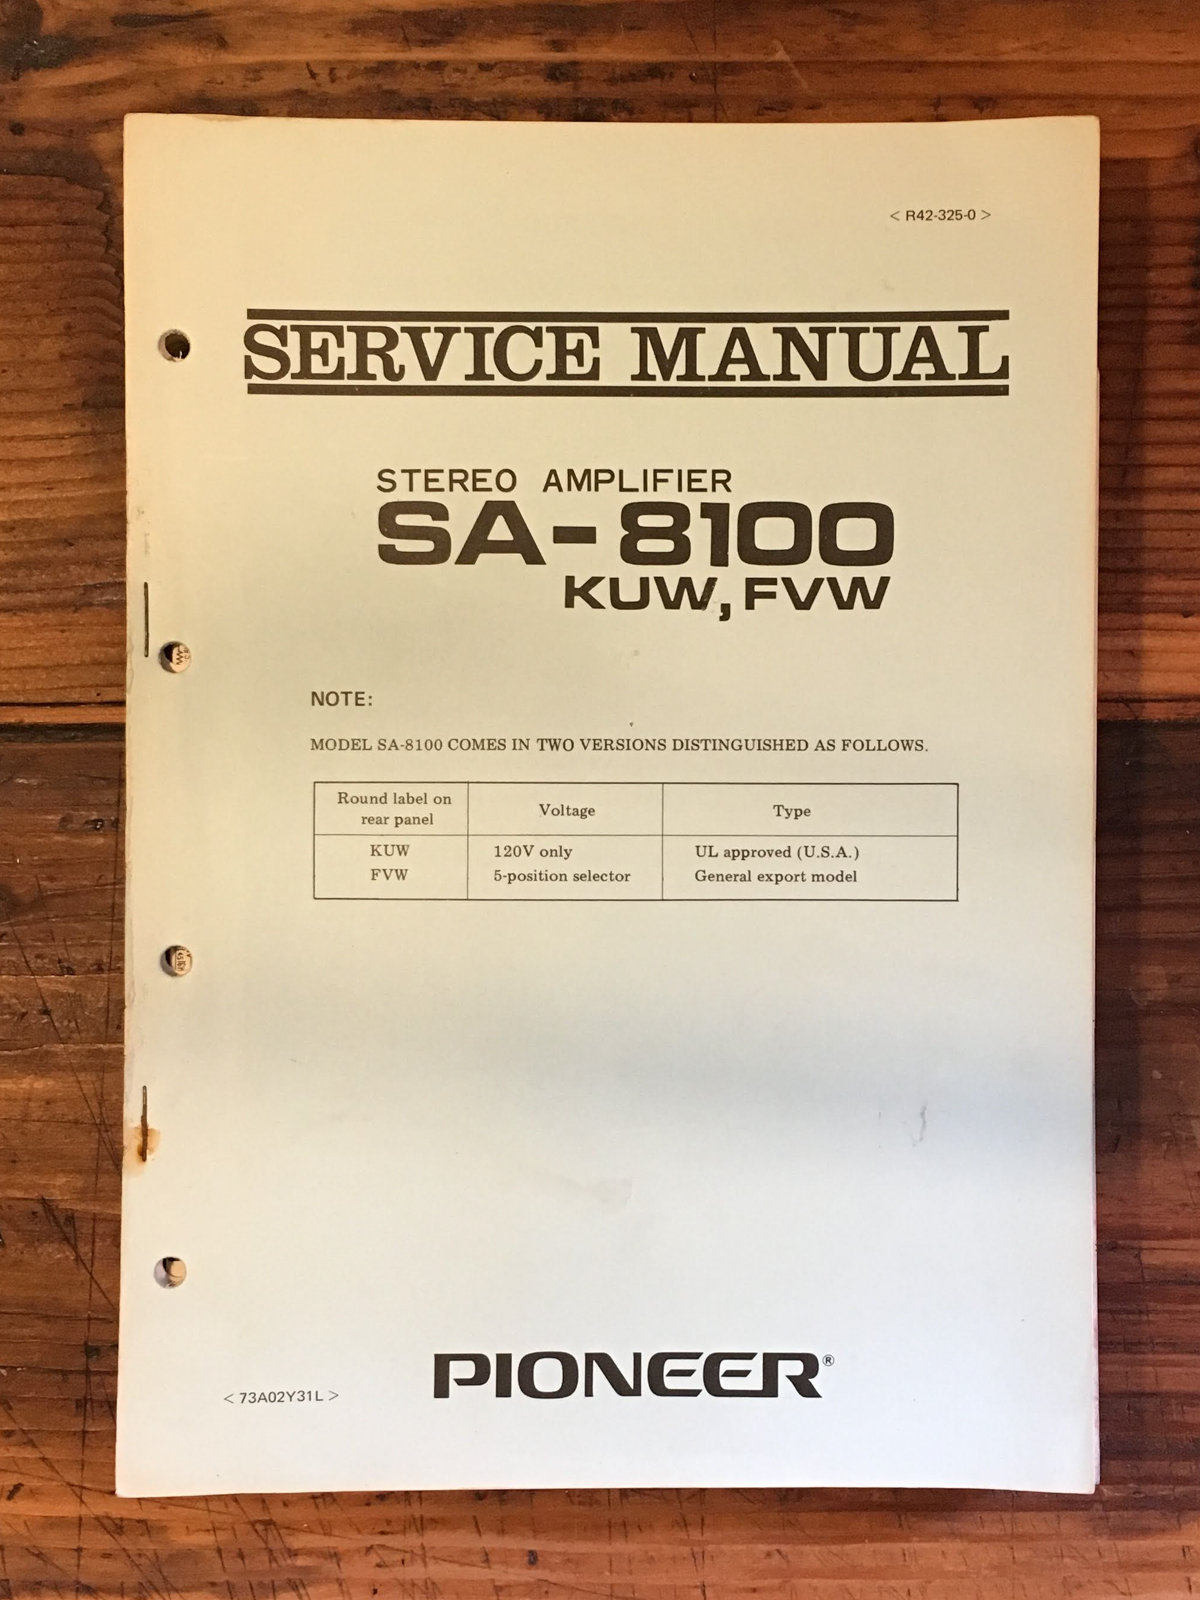 < R42-325-0 >
SERVICE MANUAL
STEREO AMPLIFIER
SA-8100
KUW, FVW
NOTE:
MODEL SA-8100 COMES IN TWO VERSIONS DISTINGUISHED AS FOLLOWS.
Round label on rear panel Voltage Type
KUW 120V only UL approved (U.S.A.)
FVW 5-position selector General export model
PIONEER®
< 73A02Y31L >